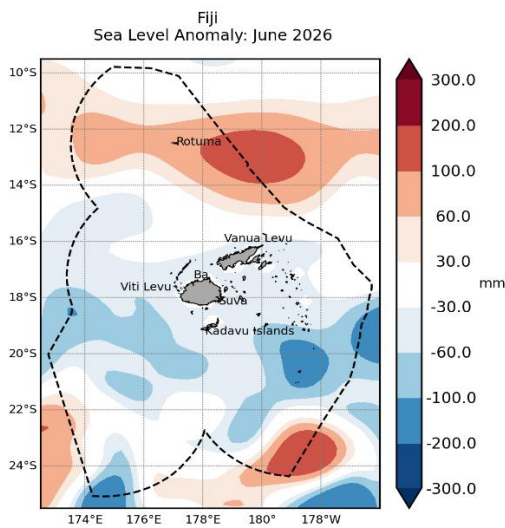 Fiji
Sea Level Anomaly: June 2026
10°S
12°S
14°S
16°S
18°S
20°S
22°S
24°S
Rotuma
Vanua Levu
Ba
Viti Levu
Suva
Kadavu Islands
174°E
176°E
178°E
180°
178°W
300.0
200.0
100.0
60.0
30.0
-30.0
-60.0
-100.0
-200.0
-300.0
mm